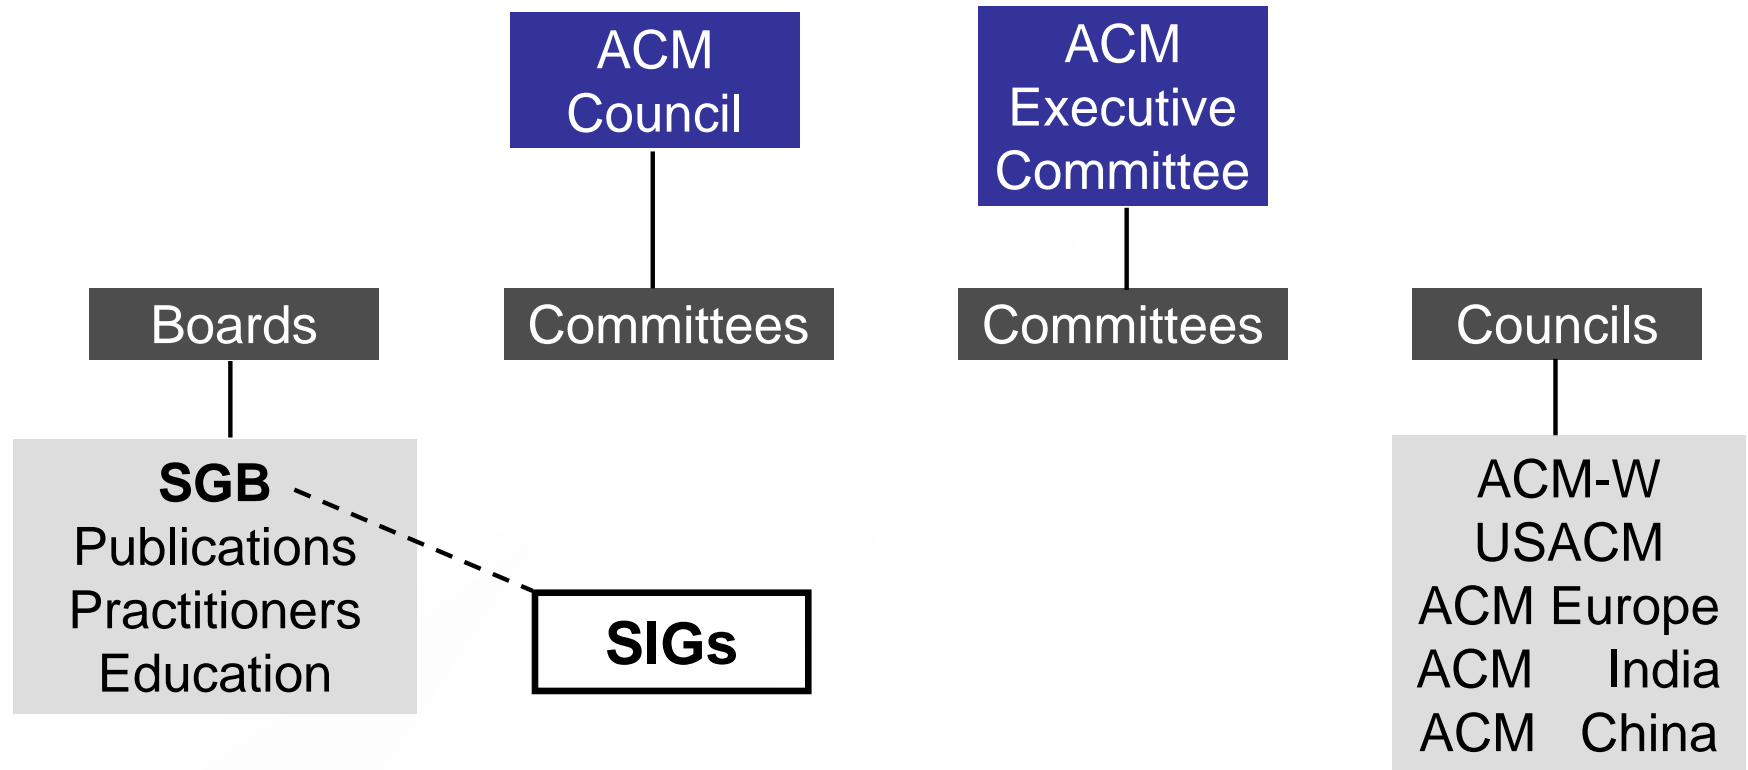 ACM
Council
ACM
Executive
Committee
Boards
Committees
Committees
Councils
SGB
Publications
Practitioners
Education
SIGs
ACM-W
USACM
ACM Europe
ACM India
ACM China